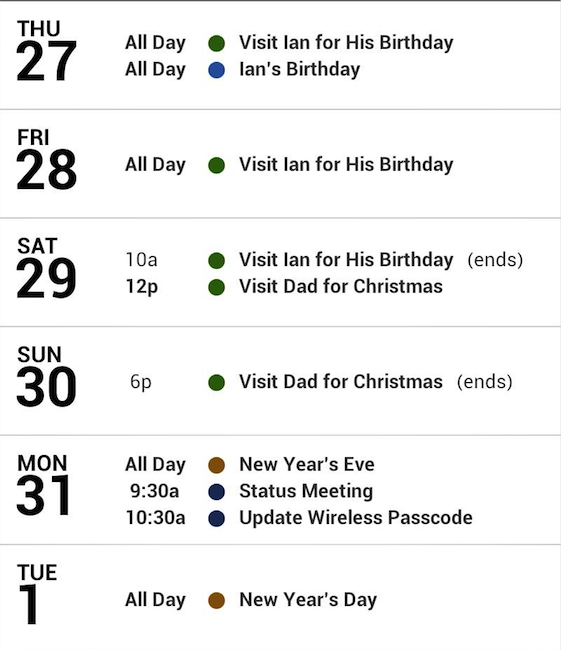 THU
27
All Day Visit Ian for His Birthday
All Day Ian's Birthday
FRI
28
All Day Visit Ian for His Birthday
SAT
29
10a Visit Ian for His Birthday (ends)
12p Visit Dad for Christmas
SUN
30
6p Visit Dad for Christmas (ends)
MON
31
All Day New Year's Eve
9:30a Status Meeting
10:30a Update Wireless Passcode
TUE
1
All Day New Year's Day